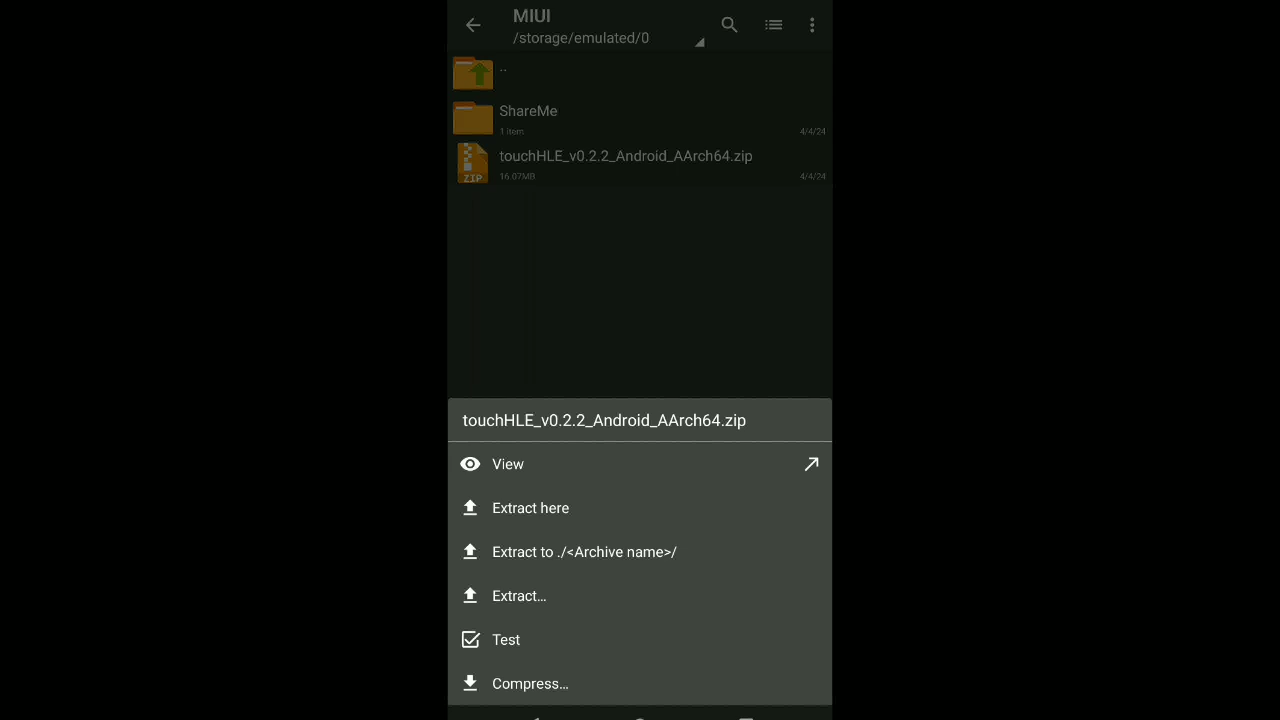 MIUI
/storage/emulated/0
..
ShareMe
1 item
4/4/24
touchHLE_v0.2.2_Android_AArch64.zip
ZIP
16.07MB
4/4/24
touchHLE_v0.2.2_Android_AArch64.zip
View
Extract here
Extract to ./<Archive name>/
Extract…
Test
Compress…